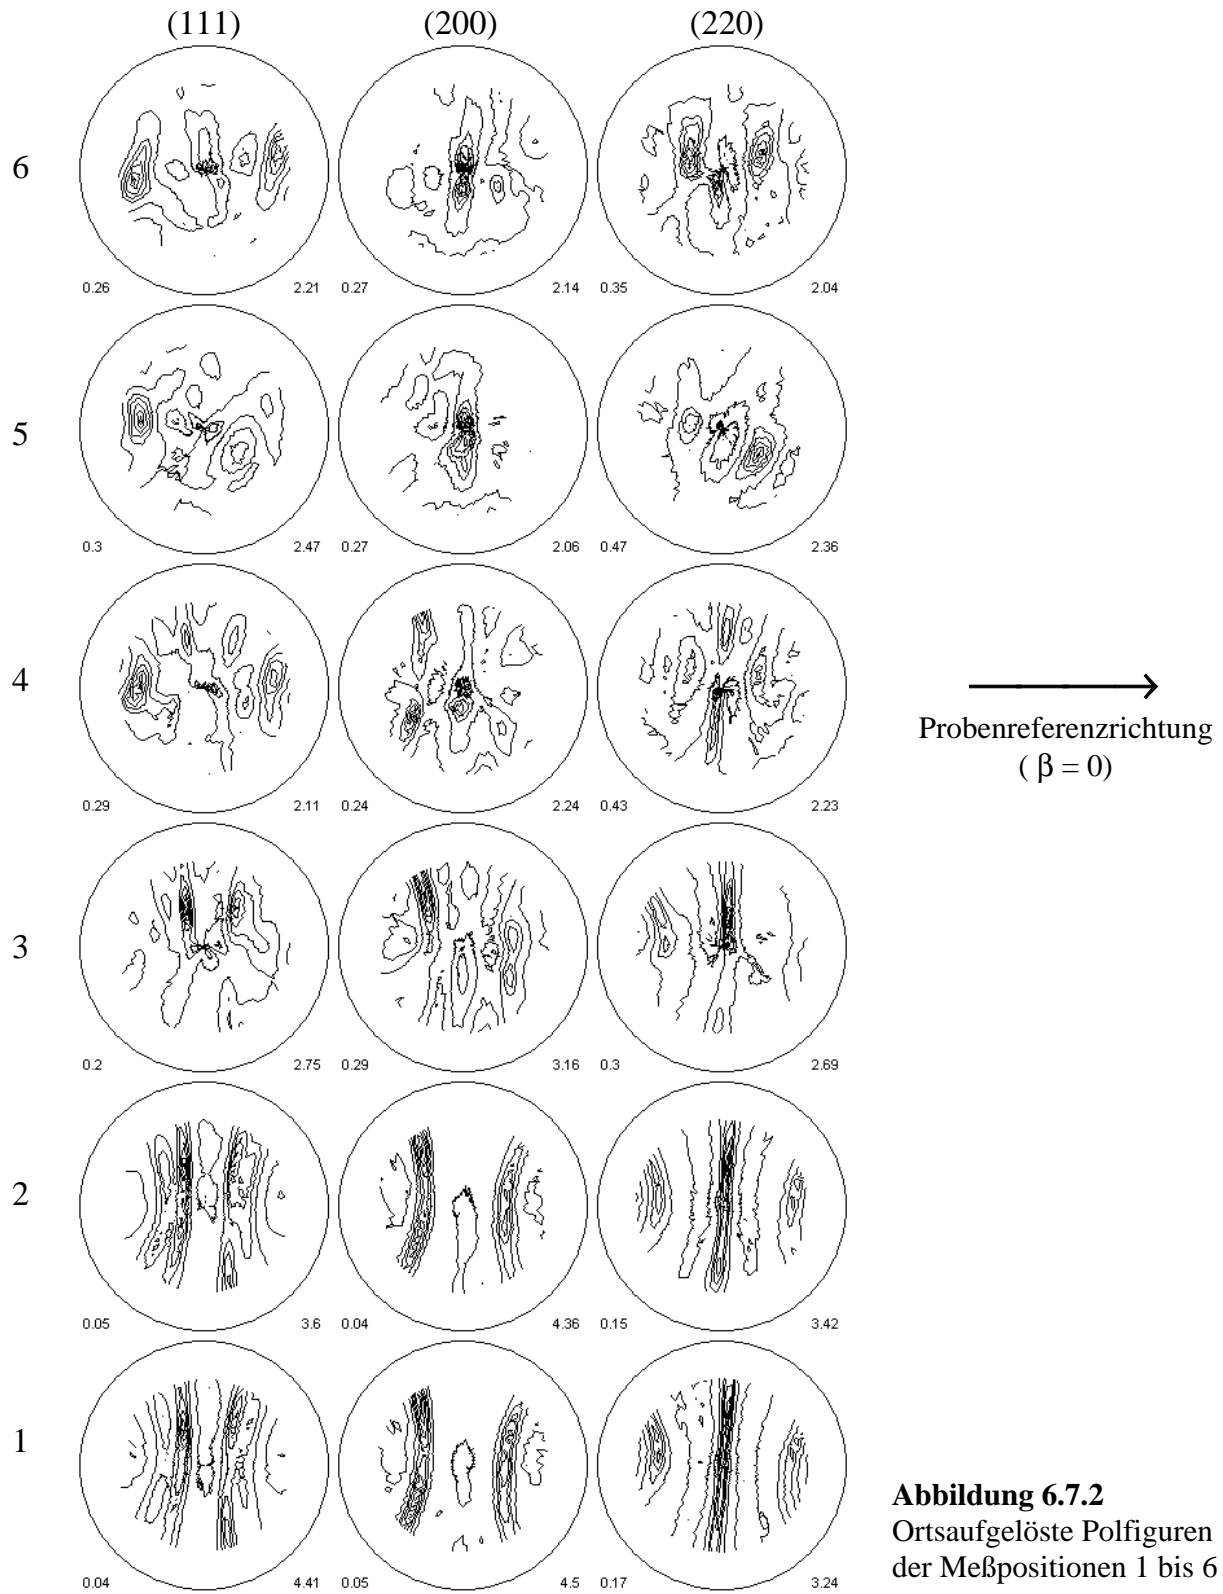 (111) (200) (220)
6
0.26 2.21 0.27 2.14 0.35 2.04
5
0.3 2.47 0.27 2.06 0.47 2.36
4
0.29 2.11 0.24 2.24 0.43 2.23
Probenreferenzrichtung
( β = 0)
3
0.2 2.75 0.29 3.16 0.3 2.69
2
0.05 3.6 0.04 4.36 0.15 3.42
1
0.04 4.41 0.05 4.5 0.17 3.24
Abbildung 6.7.2
Ortsaufgelöste Polfiguren
der Meßpositionen 1 bis 6